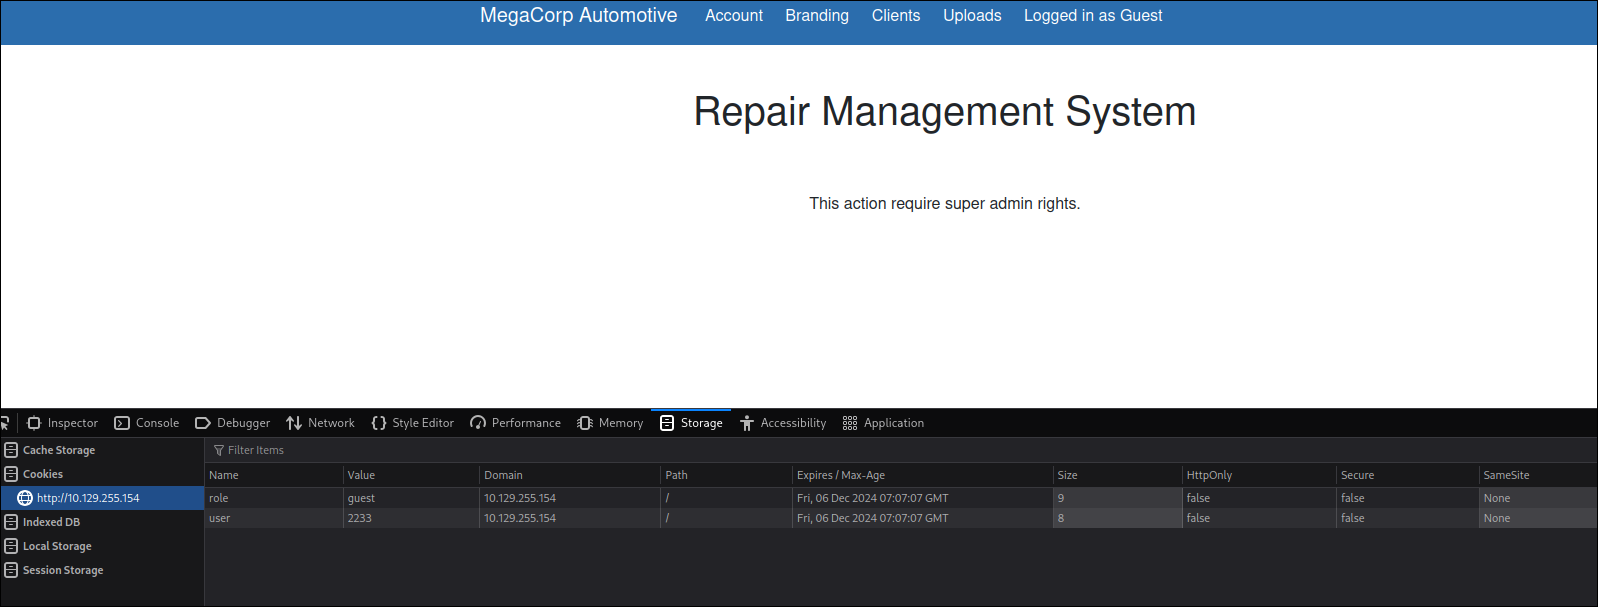 MegaCorp Automotive Account Branding Clients Uploads Logged in as Guest
Repair Management System
This action require super admin rights.
Inspector Console Debugger Network Style Editor Performance Memory Storage Accessibility Application
Cache Storage
Cookies
http://10.129.255.154
Indexed DB
Local Storage
Session Storage
Filter Items
Name Value Domain Path Expires / Max-Age Size HttpOnly Secure SameSite
role guest 10.129.255.154 / Fri, 06 Dec 2024 07:07:07 GMT 9 false false None
user 2233 10.129.255.154 / Fri, 06 Dec 2024 07:07:07 GMT 8 false false None